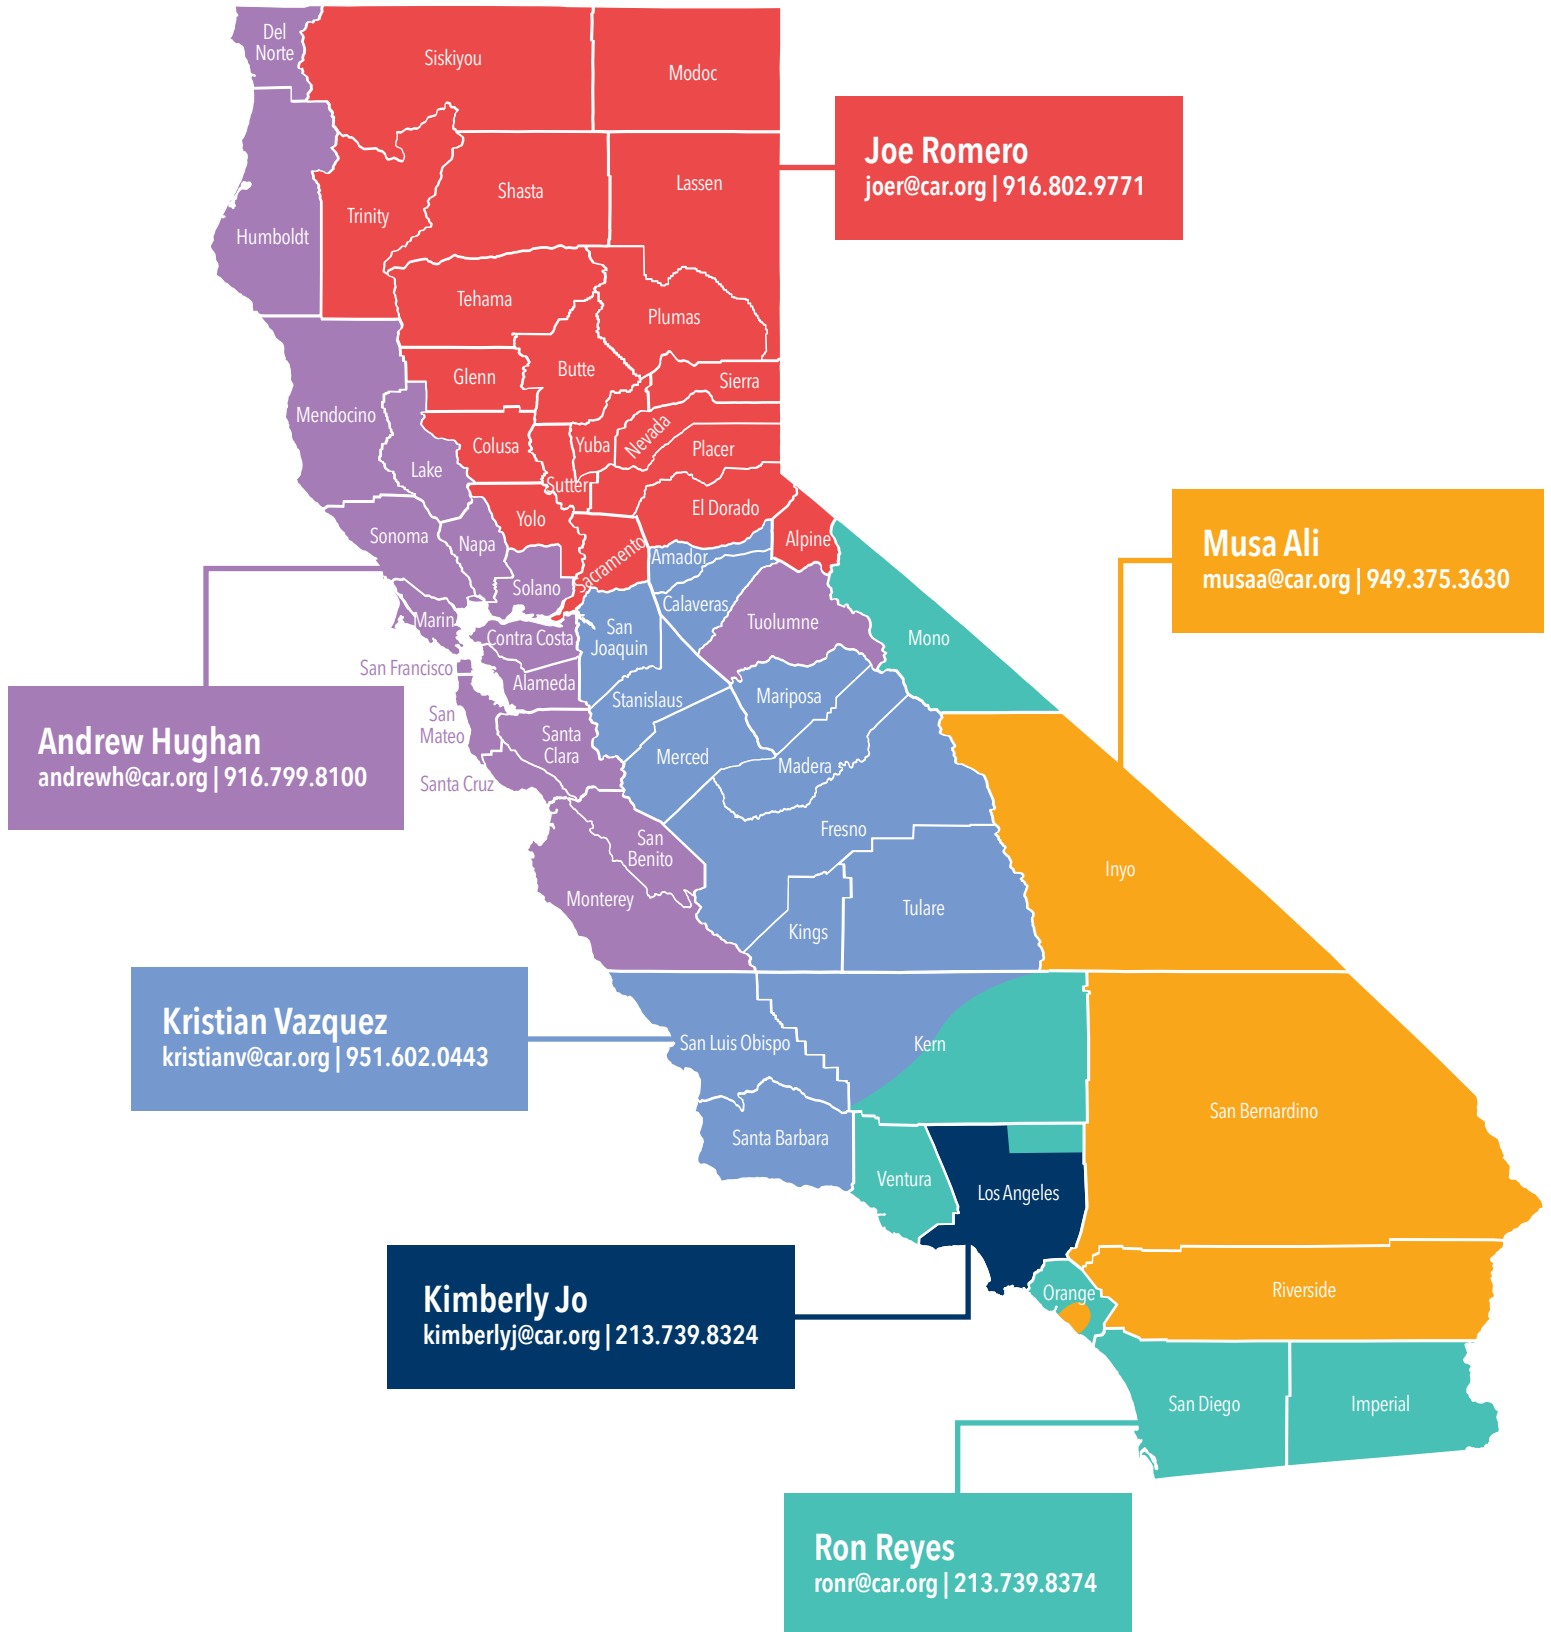 Del
Norte
Siskiyou
Modoc
Joe Romero
joer@car.org | 916.802.9771
Shasta
Lassen
Trinity
Humboldt
Tehama
Plumas
Glenn
Butte
Sierra
Mendocino
Nevada
Colusa
Yuba
Placer
Lake
Sutter
El Dorado
Yolo
Sonoma
Napa
Alpine
Musa Ali
musaa@car.org | 949.375.3630
Amador
Sacramento
Solano
Calaveras
Marin
Tuolumne
San
Joaquin
Contra Costa
Mono
San Francisco
Alameda
Stanislaus
Mariposa
San
Mateo
Santa
Clara
Andrew Hughan
andrewh@car.org | 916.799.8100
Merced
Madera
Santa Cruz
Fresno
San
Benito
Inyo
Monterey
Tulare
Kings
Kristian Vazquez
kristianv@car.org | 951.602.0443
San Luis Obispo
Kern
San Bernardino
Santa Barbara
Ventura
Los Angeles
Kimberly Jo
kimberlyj@car.org | 213.739.8324
Orange
Riverside
San Diego
Imperial
Ron Reyes
ronr@car.org | 213.739.8374